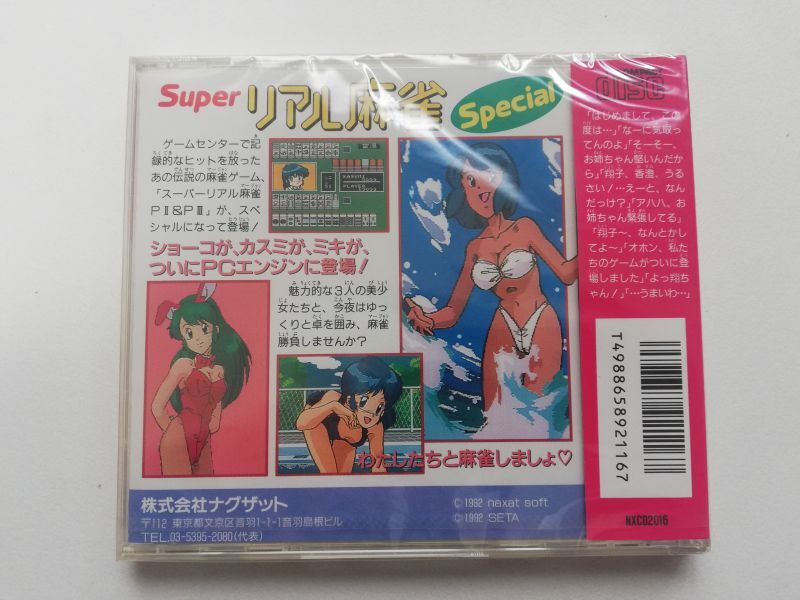 Super リアル麻雀 Special
ゲームセンターで記
録的なヒットを放った
あの伝説の麻雀ゲーム、
「スーパーリアル麻雀
PⅡ&PⅢ」が、スペ
シャルになって登場!
ショーコが、カスミが、ミキが、
ついにPCエンジンに登場!
魅力的な3人の美少
女たちと、今夜はゆっ
くりと卓を囲み、麻雀
勝負しませんか?
KASUMI
PLAYER
わたしたちと麻雀しましょ♡
株式会社ナグザット
〒112 東京都文京区音羽1-1-1音羽島根ビル
TEL.03-5395-2080(代表)
©1992 naxat soft
©1992 SETA
COMPACT
DISC
「はじめまして、この
度は…」「なーに気取っ
てんのよ」「そーそー、
お姉ちゃん堅いんだか
ら」「翔子、香澄、うる
さい!…えーと、なん
だっけ?」「アハハ、お
姉ちゃん緊張してる」
「翔子〜、なんとかし
てよ〜」「オホン、私た
ちのゲームがついに登
場しました」「よっ翔ち
ゃん!」「…うまいわ…」
T4988658921167
NXCD2016